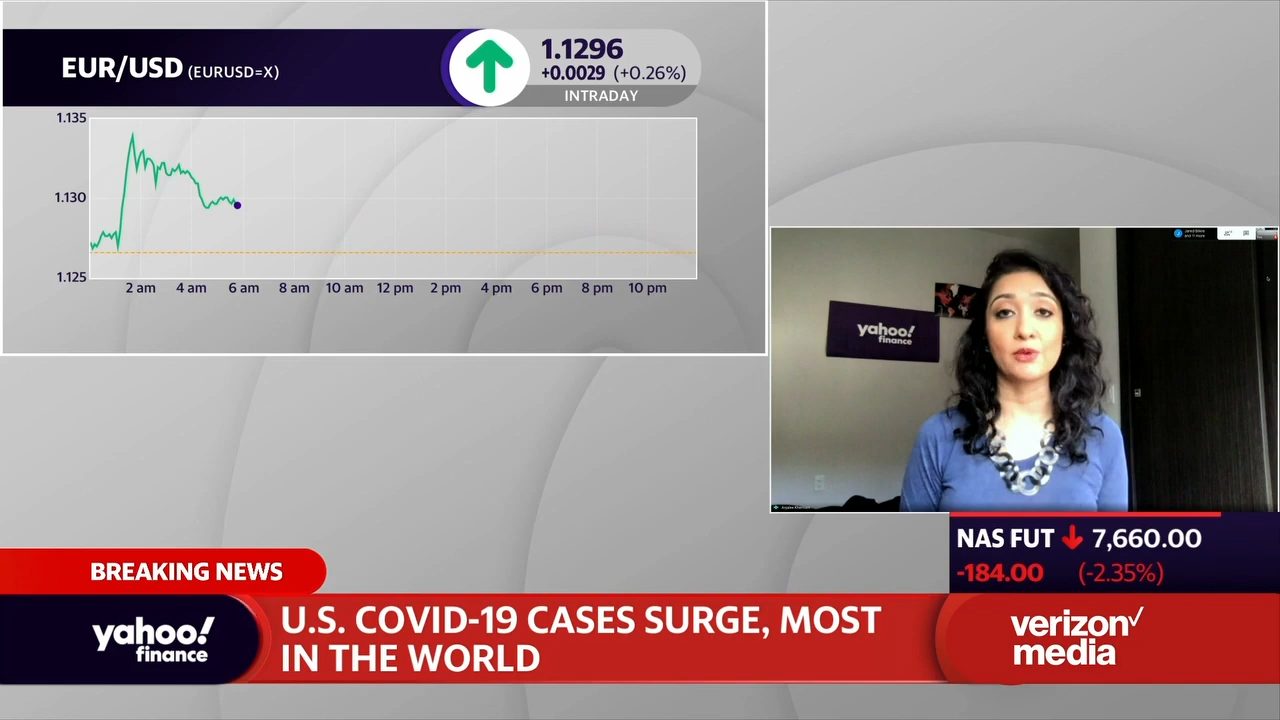 EUR/USD (EURUSD=X)
1.1296
+0.0029 (+0.26%)
INTRADAY
1.135
1.130
1.125
2 am 4 am 6 am 8 am 10 am 12 pm 2 pm 4 pm 6 pm 8 pm 10 pm
yahoo!
finance
NAS FUT 7,660.00
-184.00 (-2.35%)
BREAKING NEWS
yahoo!
finance
U.S. COVID-19 CASES SURGE, MOST
IN THE WORLD
verizon
media